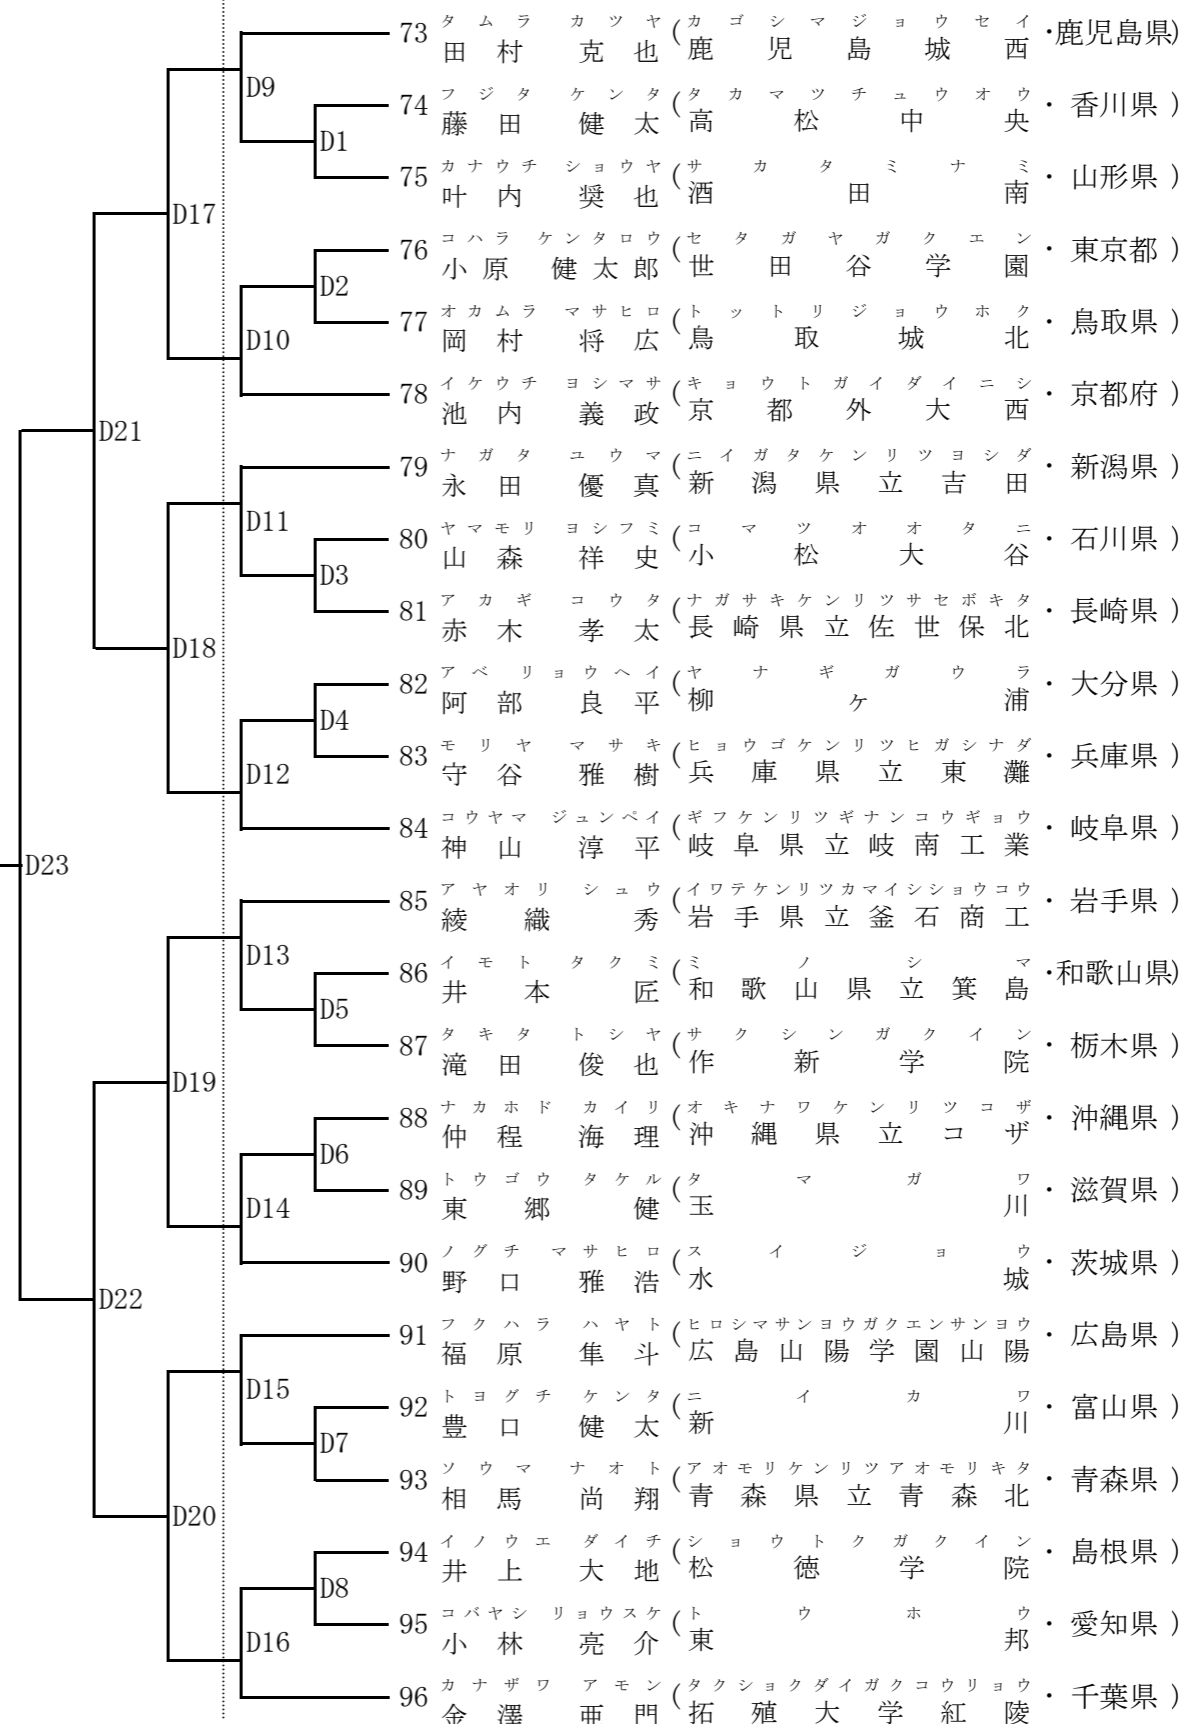 73 タムラ カツヤ (カゴシマジョウセイ
田村 克也 鹿児島城西 ・鹿児島県)
D9
74 フジタ ケンタ (タカマツチュウオウ
藤田 健太 高松中央 ・香川県)
D1
75 カナウチ ショウヤ (サカタミナミ
叶内 奨也 酒田南 ・山形県)
D17
76 コハラ ケンタロウ (セタガヤガクエン
小原 健太郎 世田谷学園 ・東京都)
D2
77 オカムラ マサヒロ (トットリジョウホク
岡村 将広 鳥取城北 ・鳥取県)
D10
78 イケウチ ヨシマサ (キョウトガイダイニシ
池内 義政 京都外大西 ・京都府)
D21
79 ナガタ ユウマ (ニイガタケンリツヨシダ
永田 優真 新潟県立吉田 ・新潟県)
D11
80 ヤマモリ ヨシフミ (コマツオオタニ
山森 祥史 小松大谷 ・石川県)
D3
81 アカギ コウタ (ナガサキケンリツサセボキタ
赤木 孝太 長崎県立佐世保北 ・長崎県)
D18
82 アベ リョウヘイ (ヤナギガウラ
阿部 良平 柳ヶ浦 ・大分県)
D4
83 モリヤ マサキ (ヒョウゴケンリツヒガシナダ
守谷 雅樹 兵庫県立東灘 ・兵庫県)
D12
84 コウヤマ ジュンペイ (ギフケンリツギナンコウギョウ
神山 淳平 岐阜県立岐南工業 ・岐阜県)
D23
85 アヤオリ シュウ (イワテケンリツカマイシショウコウ
綾織 秀 岩手県立釜石商工 ・岩手県)
D13
86 イモト タクミ (ミノシマ
井本 匠 和歌山県立箕島 ・和歌山県)
D5
87 タキタ トシヤ (サクシンガクイン
滝田 俊也 作新学院 ・栃木県)
D19
88 ナカホド カイリ (オキナワケンリツコザ
仲程 海理 沖縄県立コザ ・沖縄県)
D6
89 トウゴウ タケル (タマガワ
東郷 健 玉川 ・滋賀県)
D14
90 ノグチ マサヒロ (スイジョウ
野口 雅浩 水城 ・茨城県)
D22
91 フクハラ ハヤト (ヒロシマサンヨウガクエンサンヨウ
福原 隼斗 広島山陽学園山陽 ・広島県)
D15
92 トヨグチ ケンタ (ニイカワ
豊口 健太 新川 ・富山県)
D7
93 ソウマ ナオト (アオモリケンリツアオモリキタ
相馬 尚翔 青森県立青森北 ・青森県)
D20
94 イノウエ ダイチ (ショウトクガクイン
井上 大地 松徳学院 ・島根県)
D8
95 コバヤシ リョウスケ (トウホウ
小林 亮介 東邦 ・愛知県)
D16
96 カナザワ アモン (タクショクダイガクコウリョウ
金澤 亜門 拓殖大学紅陵 ・千葉県)